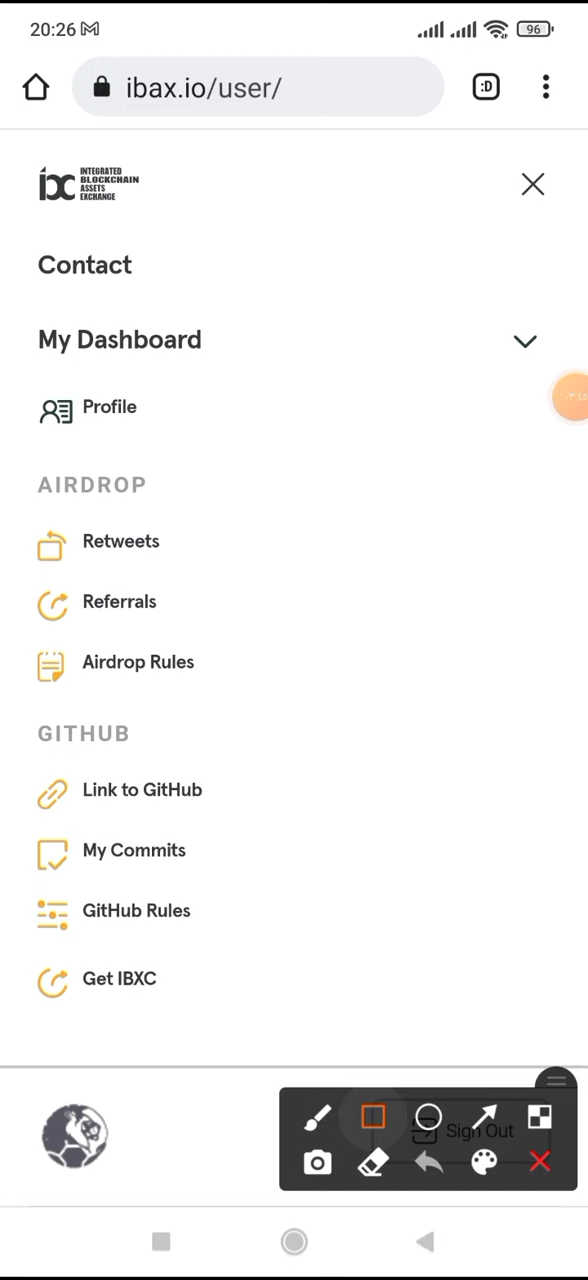 20:26
96
:D
ibax.io/user/
INTEGRATED
BLOCKCHAIN
ASSETS
EXCHANGE
ibc
Contact
My Dashboard
Profile
AIRDROP
Retweets
Referrals
Airdrop Rules
GITHUB
Link to GitHub
My Commits
GitHub Rules
Get IBXC
Sign Out